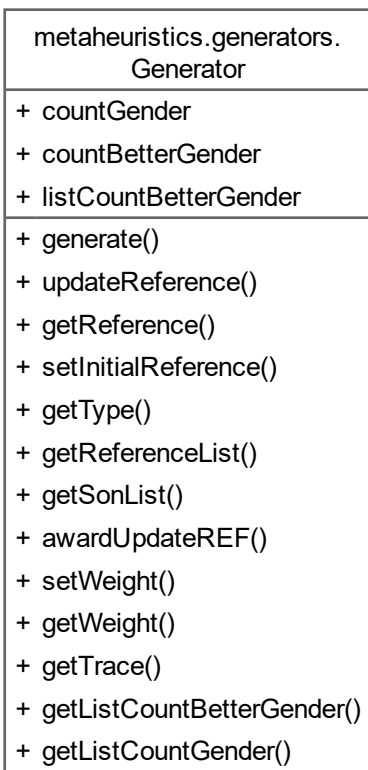 metaheuristics.generators.
Generator
+ countGender
+ countBetterGender
+ listCountBetterGender
+ generate()
+ updateReference()
+ getReference()
+ setInitialReference()
+ getType()
+ getReferenceList()
+ getSonList()
+ awardUpdateREF()
+ setWeight()
+ getWeight()
+ getTrace()
+ getListCountBetterGender()
+ getListCountGender()